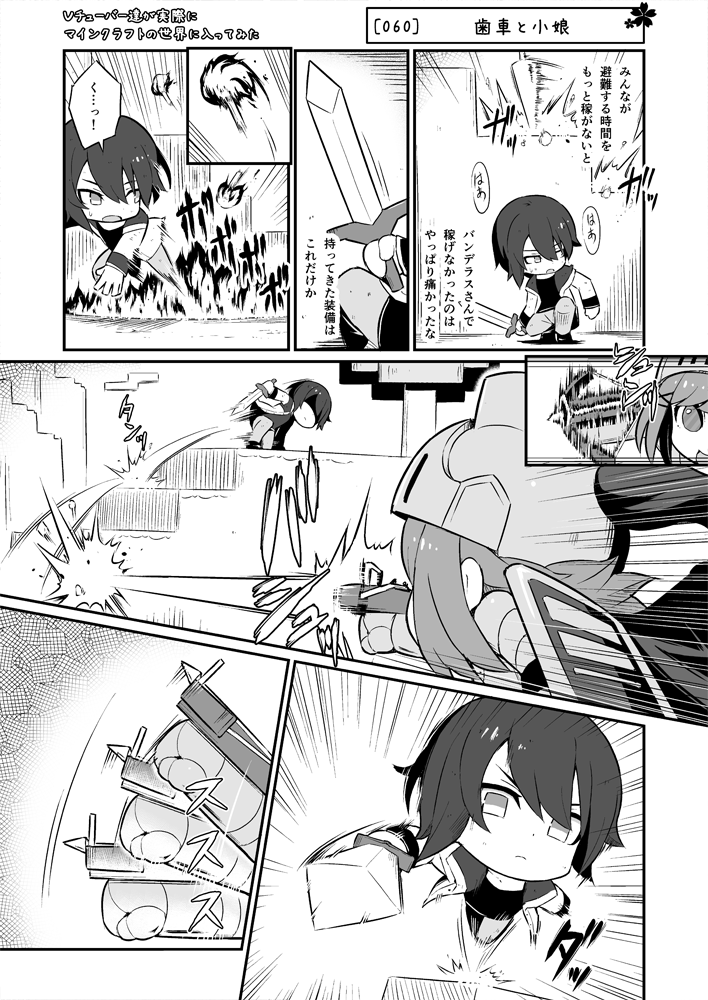 Vチューバー達が実際に
マインクラフトの世界に入ってみた
[060] 歯車と小娘
みんなが
避難する時間を
もっと稼がないと
ガッ
ガッ
はぁ
はぁ
バンデラスさんで
稼げなかったのは
やっぱり痛かったな
持ってきた装備は
これだけか
く…っ!
タンッ
スス
ス
ダッ